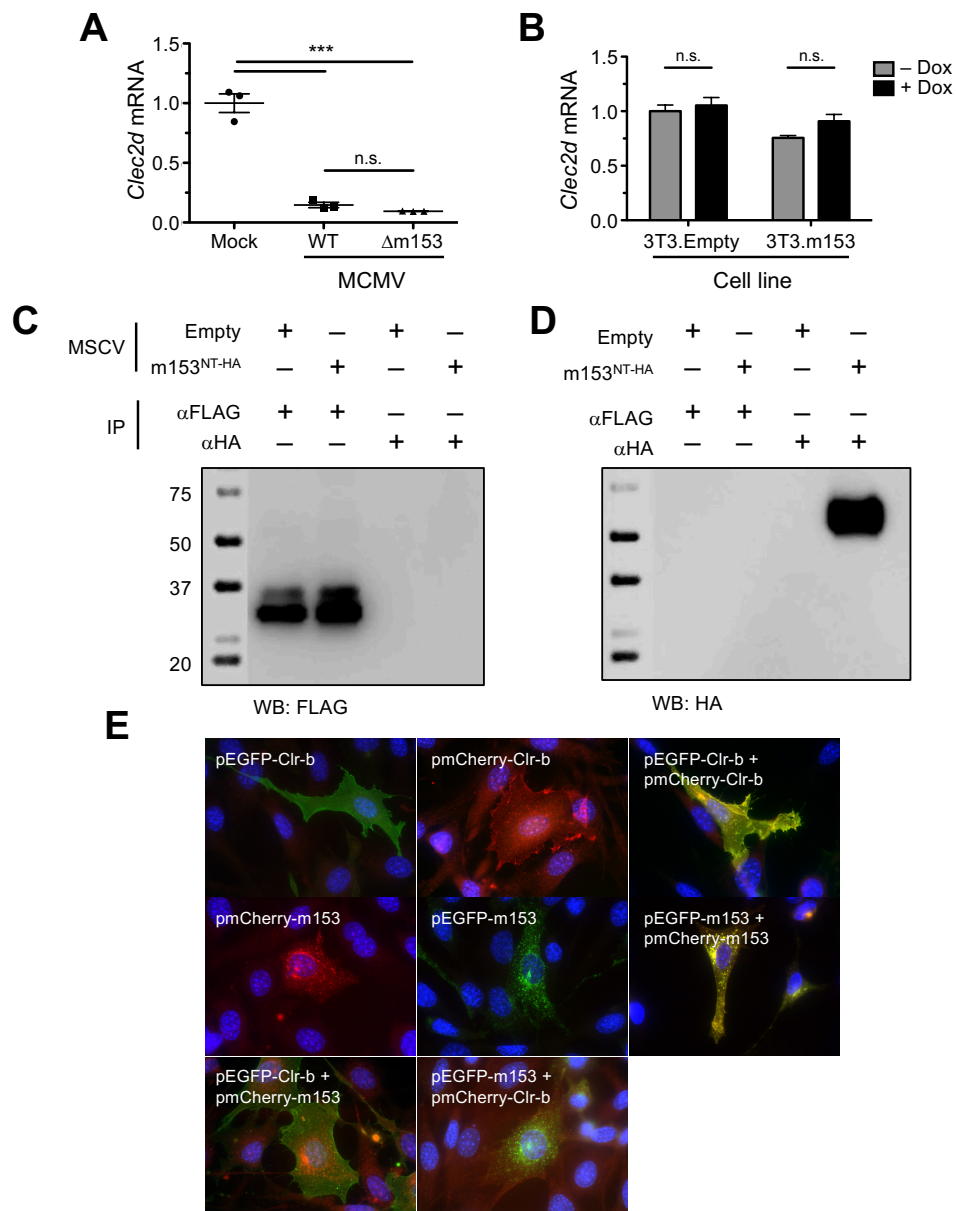 A
Clec2d mRNA
1.5
1.0
0.5
0.0
***
n.s.
Mock
WT
Δm153
MCMV
B
Clec2d mRNA
1.5
1.0
0.5
0.0
n.s.
n.s.
– Dox
+ Dox
3T3.Empty
3T3.m153
Cell line
C
MSCV
Empty + – + –
m153NT-HA – + – +
IP
αFLAG + + – –
αHA – – + +
75
50
37
20
WB: FLAG
D
Empty + – + –
m153NT-HA – + – +
αFLAG + + – –
αHA – – + +
WB: HA
E
pEGFP-Clr-b
pmCherry-Clr-b
pEGFP-Clr-b +
pmCherry-Clr-b
pmCherry-m153
pEGFP-m153
pEGFP-m153 +
pmCherry-m153
pEGFP-Clr-b +
pmCherry-m153
pEGFP-m153 +
pmCherry-Clr-b